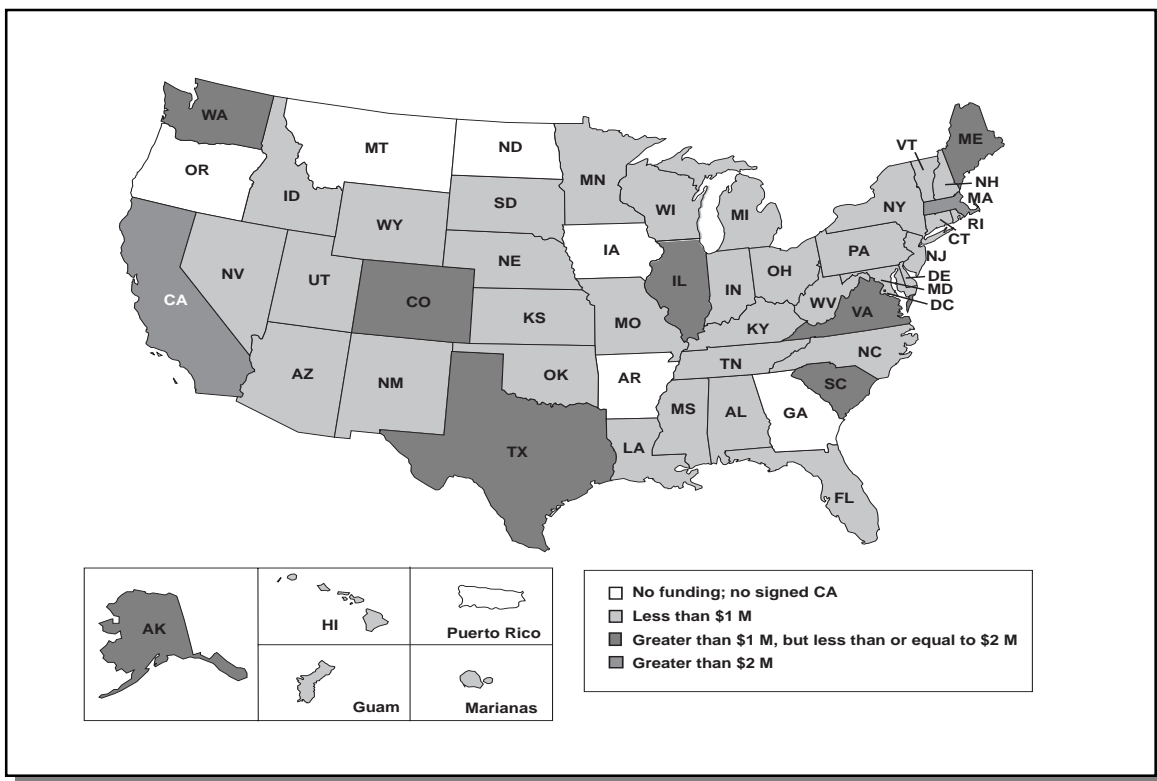 WA
MT
ND
OR
ID
WY
SD
MN
WI
MI
VT
ME
NH
MA
NY
RI
CT
NJ
PA
DE
MD
DC
CA
NV
UT
CO
NE
IA
IL
IN
OH
WV
VA
KS
MO
KY
AZ
NM
OK
AR
TN
NC
SC
MS
AL
GA
TX
LA
FL
AK
HI
Puerto Rico
Guam
Marianas
No funding; no signed CA
Less than $1 M
Greater than $1 M, but less than or equal to $2 M
Greater than $2 M